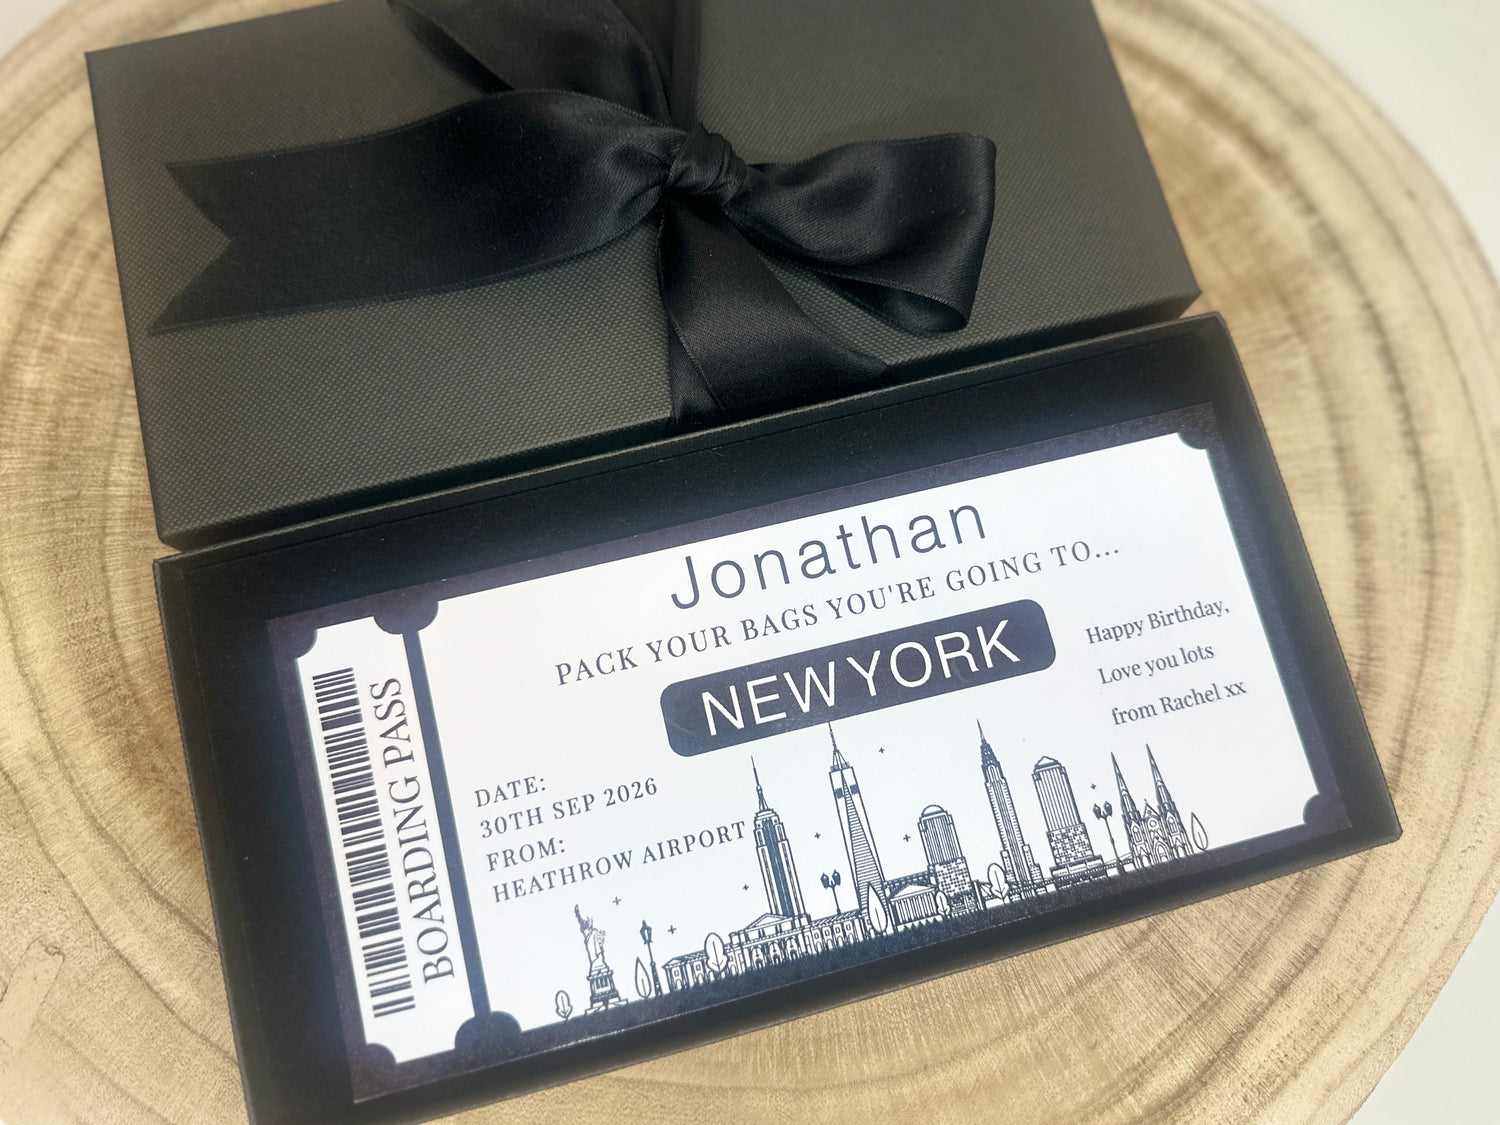 BOARDING PASS
Jonathan
PACK YOUR BAGS YOU'RE GOING TO...
NEW YORK
Happy Birthday,
Love you lots
from Rachel xx
DATE:
30TH SEP 2026
FROM:
HEATHROW AIRPORT